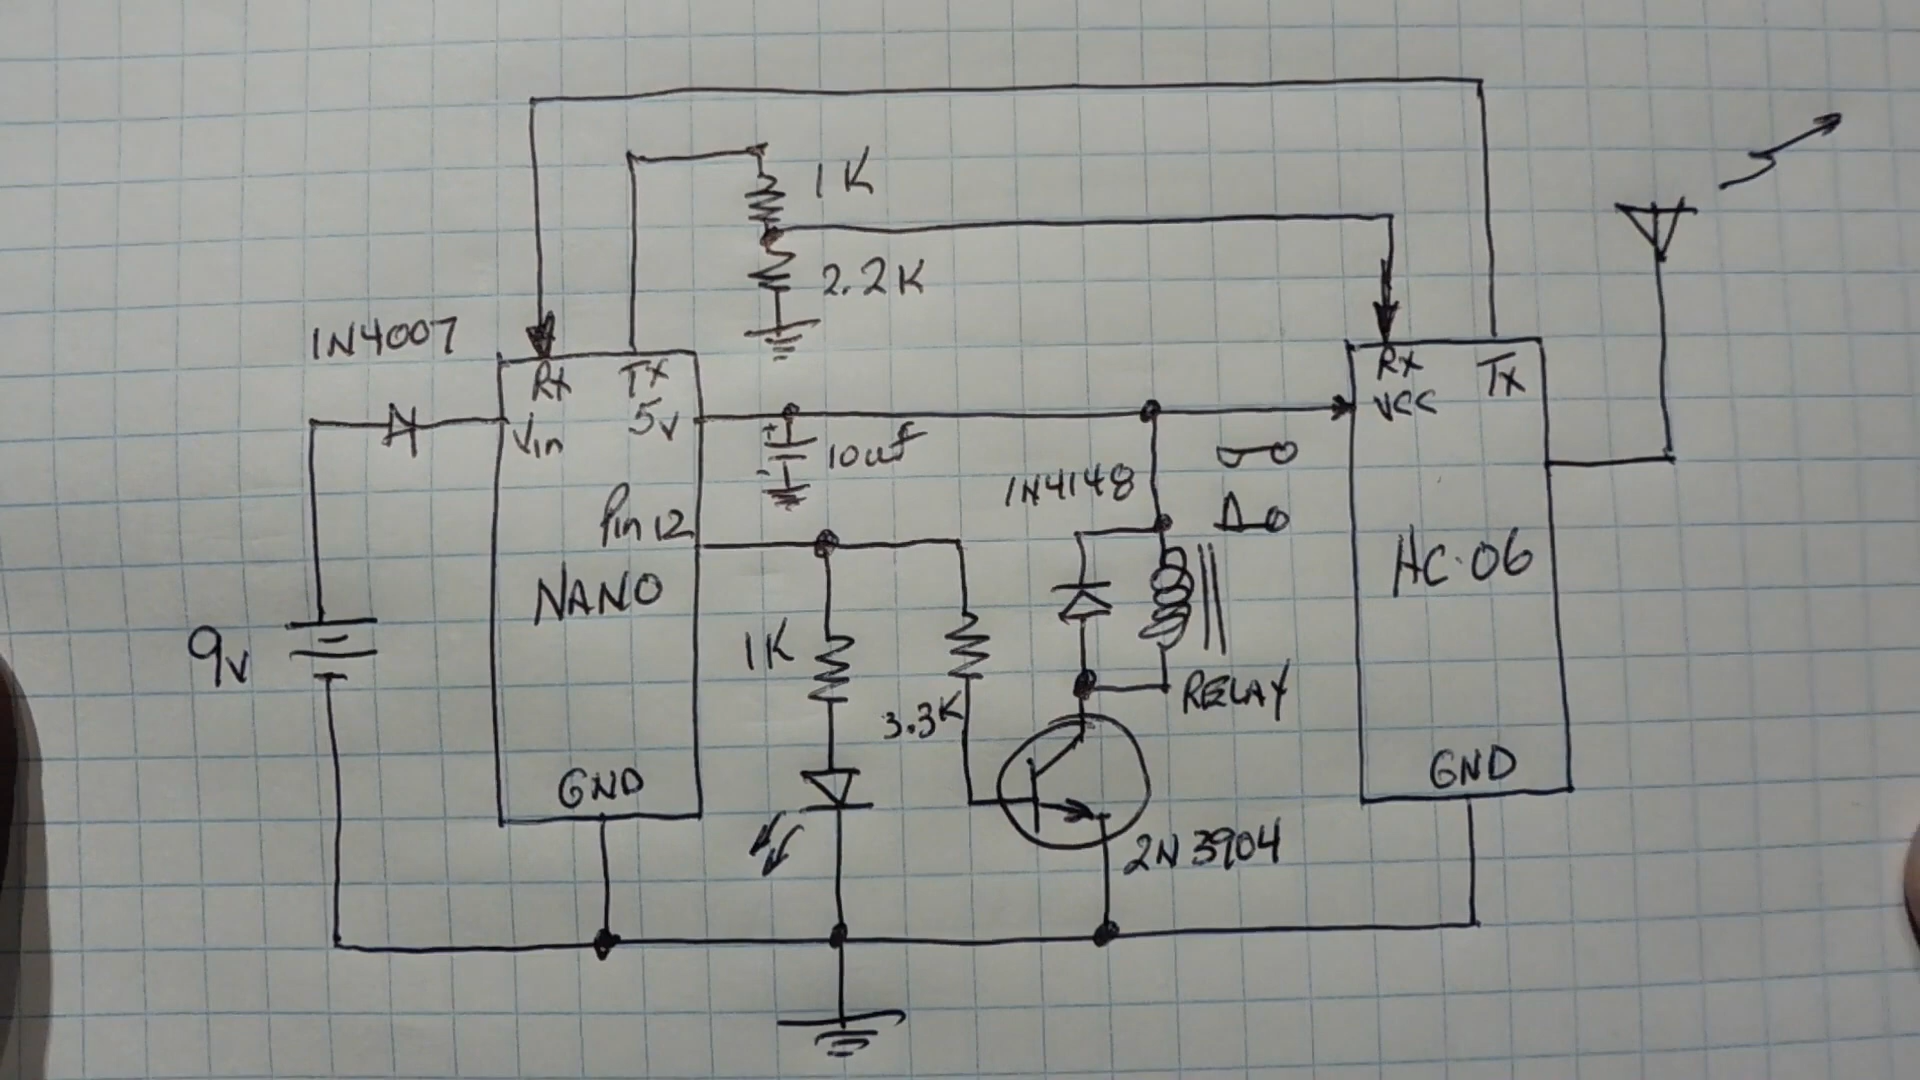 1K
2.2K
1N4007
Rx Tx
Vin 5v
Rx Tx
VCC
+
10uf
-
1N4148
Pin 12
NANO
HC-06
9v
1K
3.3K
RELAY
GND
GND
2N3904